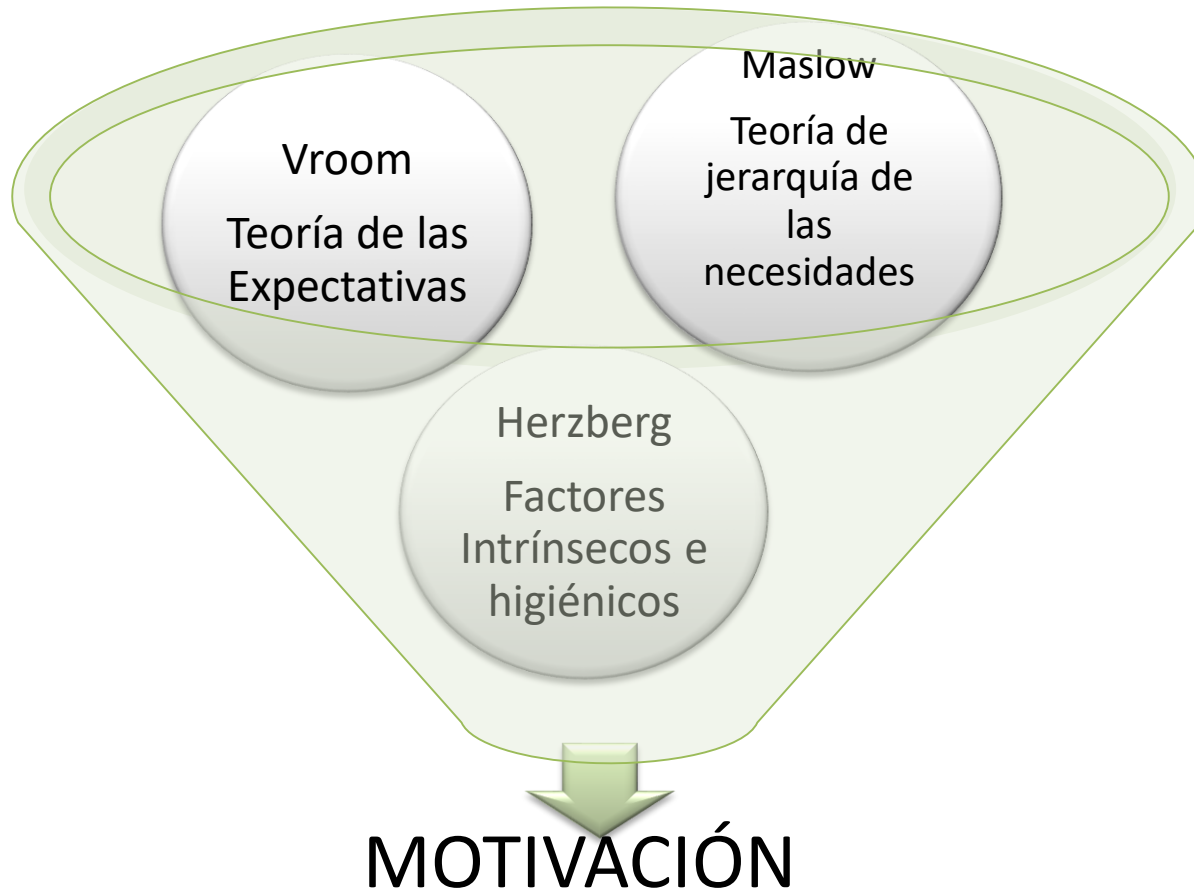 Vroom
Teoría de las
Expectativas
Maslow
Teoría de
jerarquía de
las
necesidades
Herzberg
Factores
Intrínsecos e
higiénicos
MOTIVACIÓN